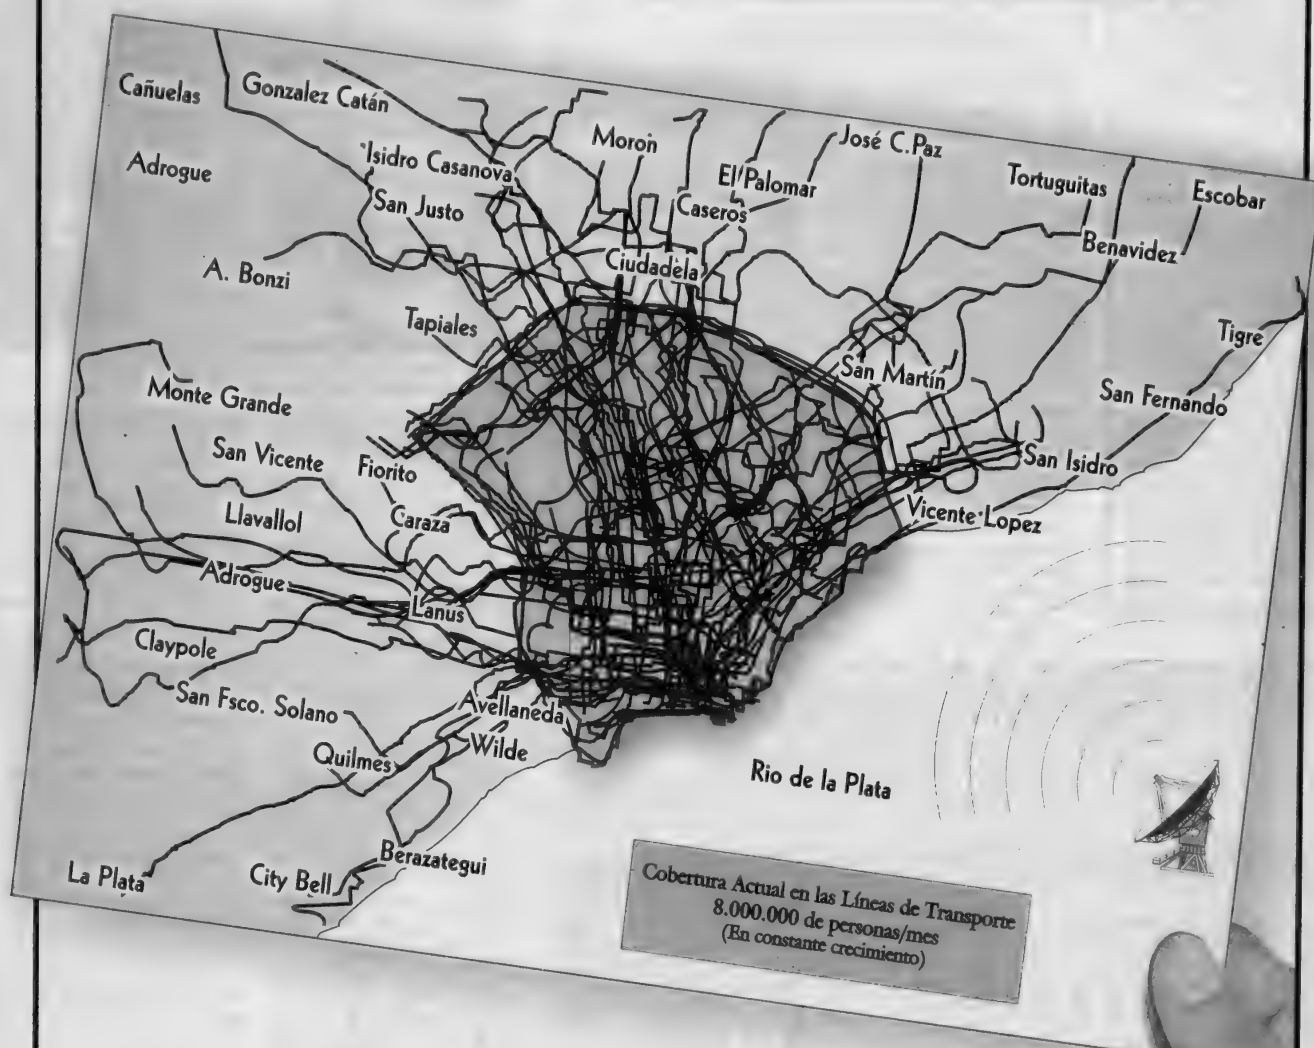 Cañuelas
Gonzalez Catán
Adrogue
Isidro Casanova
Moron
José C.Paz
San Justo
El Palomar
Caseros
Tortuguitas
Escobar
Benavidez
A. Bonzi
Ciudadela
Tapiales
Tigre
San Martín
San Fernando
Monte Grande
San Vicente
Fiorito
San Isidro
Llavallol
Caraza
Vicente Lopez
Adrogue
Lanus
Claypole
San Fsco. Solano
Avellaneda
Quilmes
Wilde
Rio de la Plata
La Plata
City Bell
Berazategui
Cobertura Actual en las Líneas de Transporte
8.000.000 de personas/mes
(En constante crecimiento)